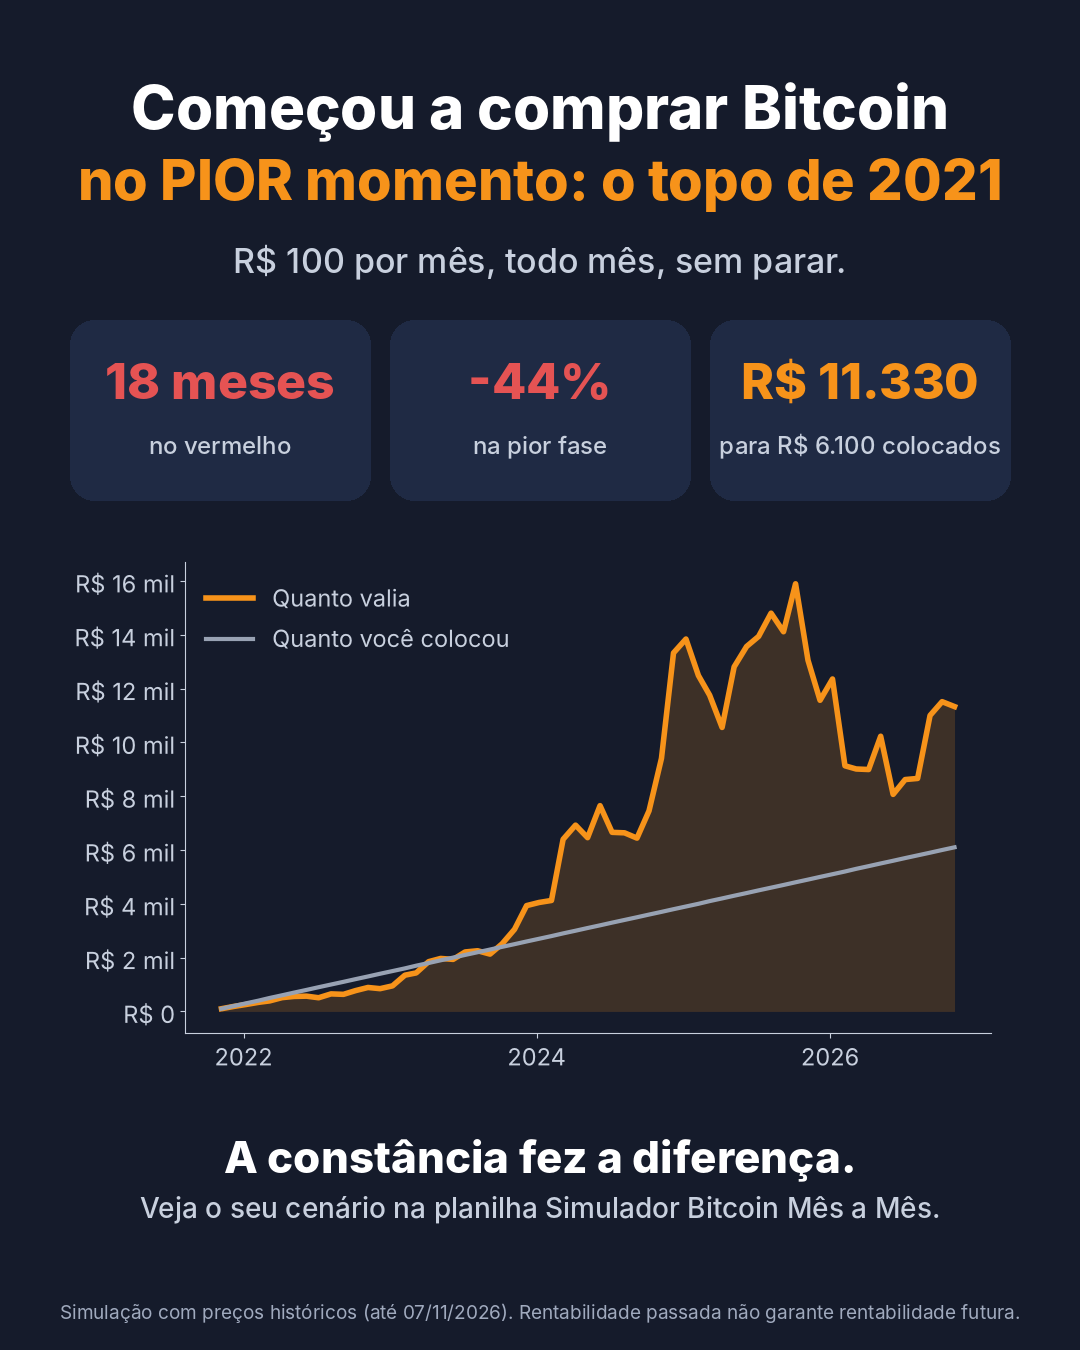 Começou a comprar Bitcoin
no PIOR momento: o topo de 2021
R$ 100 por mês, todo mês, sem parar.
18 meses
no vermelho
-44%
na pior fase
R$ 11.330
para R$ 6.100 colocados
R$ 16 mil
R$ 14 mil
R$ 12 mil
R$ 10 mil
R$ 8 mil
R$ 6 mil
R$ 4 mil
R$ 2 mil
R$ 0
Quanto valia
Quanto você colocou
2022
2024
2026
A constância fez a diferença.
Veja o seu cenário na planilha Simulador Bitcoin Mês a Mês.
Simulação com preços históricos (até 07/11/2026). Rentabilidade passada não garante rentabilidade futura.